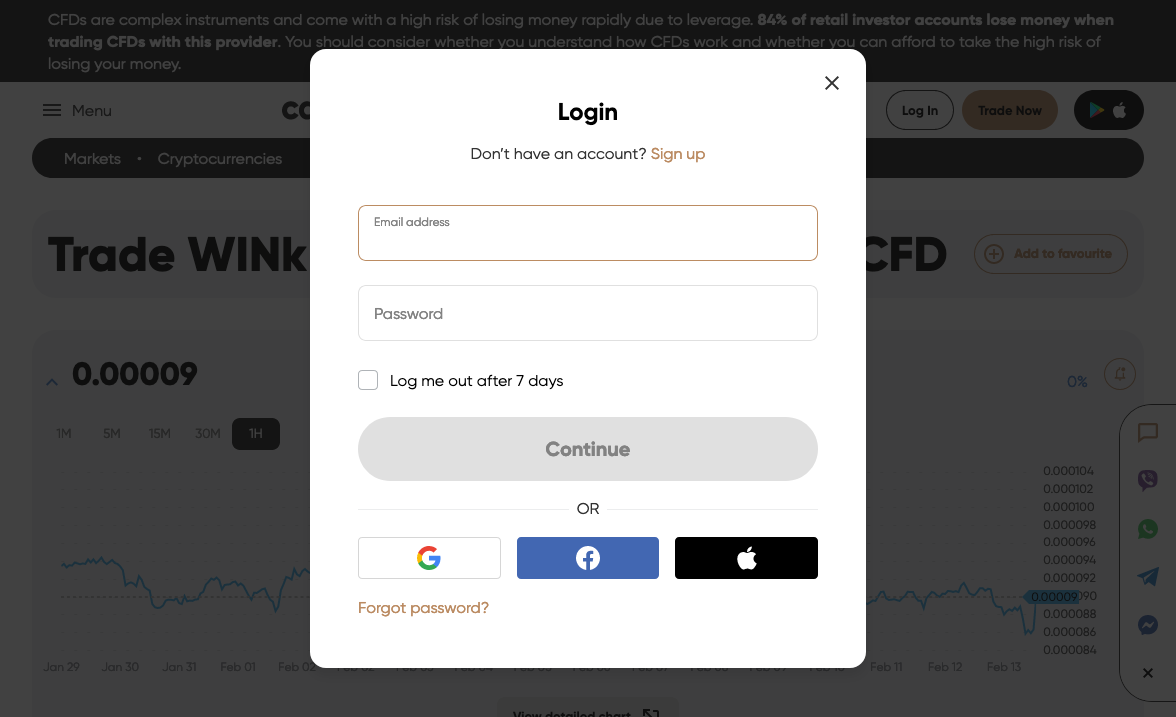 CFDs are complex instruments and come with a high risk of losing money rapidly due to leverage. 84% of retail investor accounts lose money when
trading CFDs with this provider. You should consider whether you understand how CFDs work and whether you can afford to take the high risk of
losing your money.
Menu
Log In
Trade Now
Markets • Cryptocurrencies
Trade WINk
CFD
Add to favourite
Login
Don't have an account? Sign up
Email address
Password
Log me out after 7 days
Continue
OR
Forgot password?
0.00009
0%
1M 5M 15M 30M 1H
0.000104
0.000102
0.000100
0.000098
0.000096
0.000094
0.000092
0.00009
0.000088
0.000086
0.000084
Jan 29 Jan 30 Jan 31 Feb 01 Feb 02 Feb 11 Feb 12 Feb 13
View detailed chart